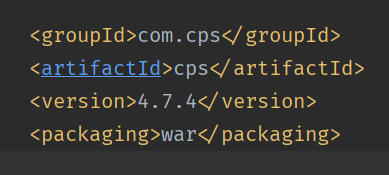 <groupId>com.cps</groupId>
<artifactId>cps</artifactId>
<version>4.7.4</version>
<packaging>war</packaging>